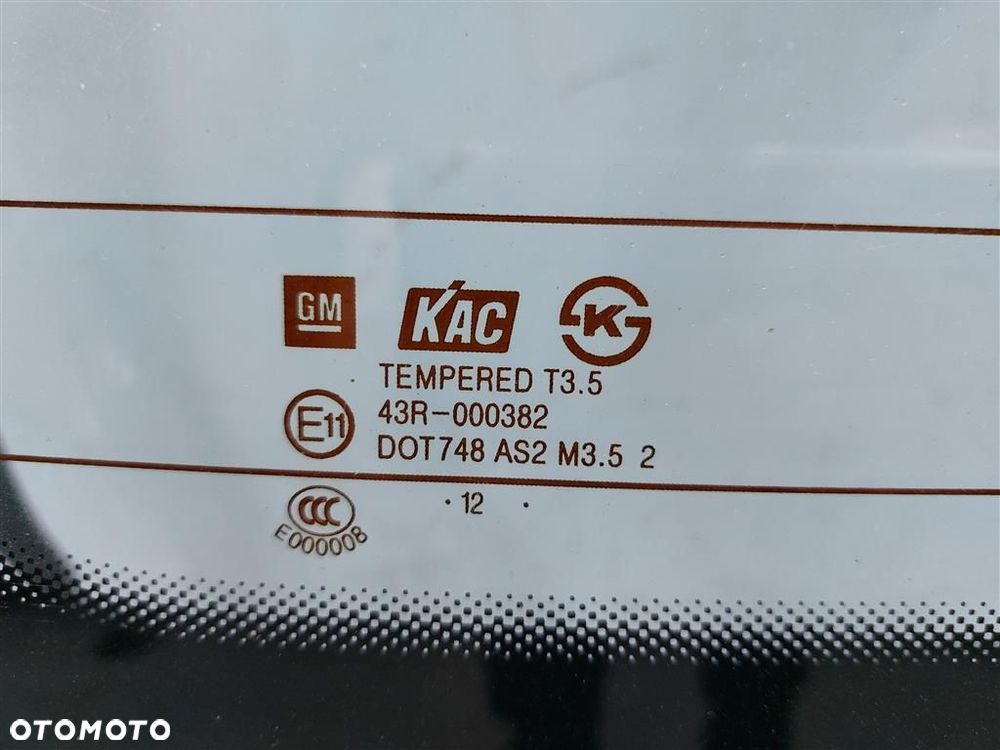 GM KAC K
TEMPERED T3.5
E11 43R-000382
DOT748 AS2 M3.5 2
CCC · 12 ·
E000008
OTOMOTO